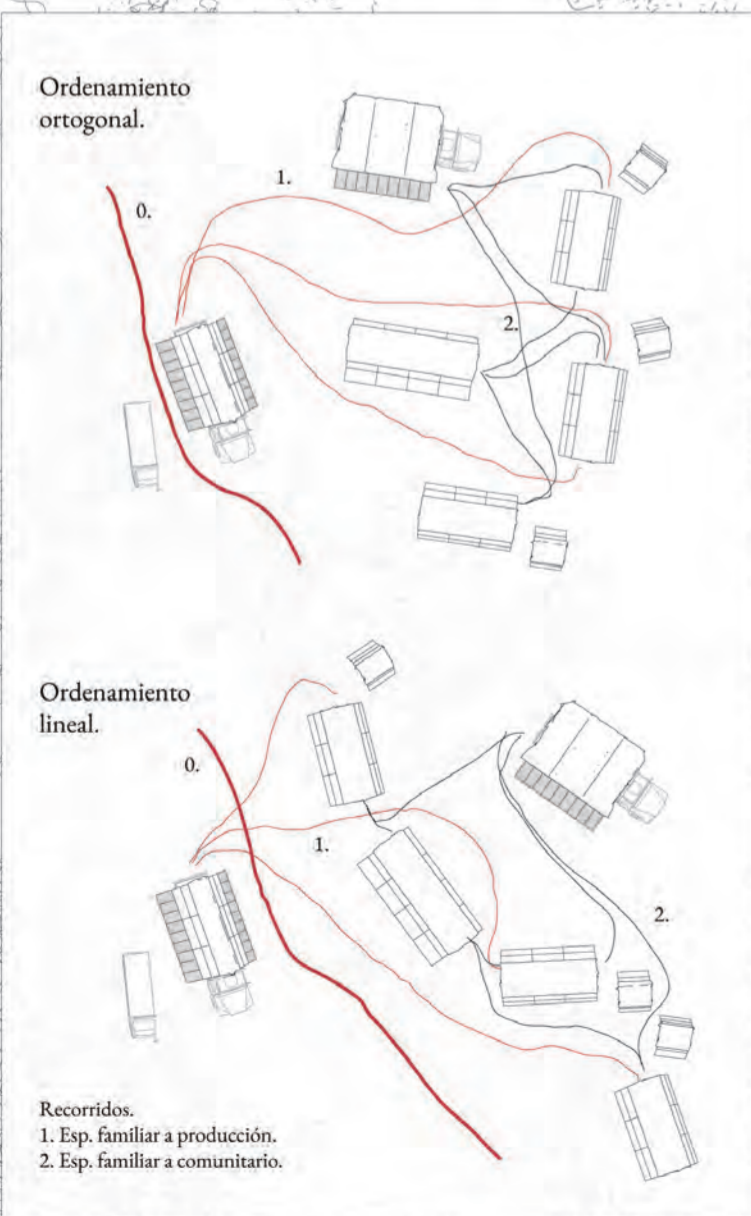 Ordenamiento
ortogonal.
0.
1.
2.
Ordenamiento
lineal.
0.
1.
2.
Recorridos.
1. Esp. familiar a producción.
2. Esp. familiar a comunitario.